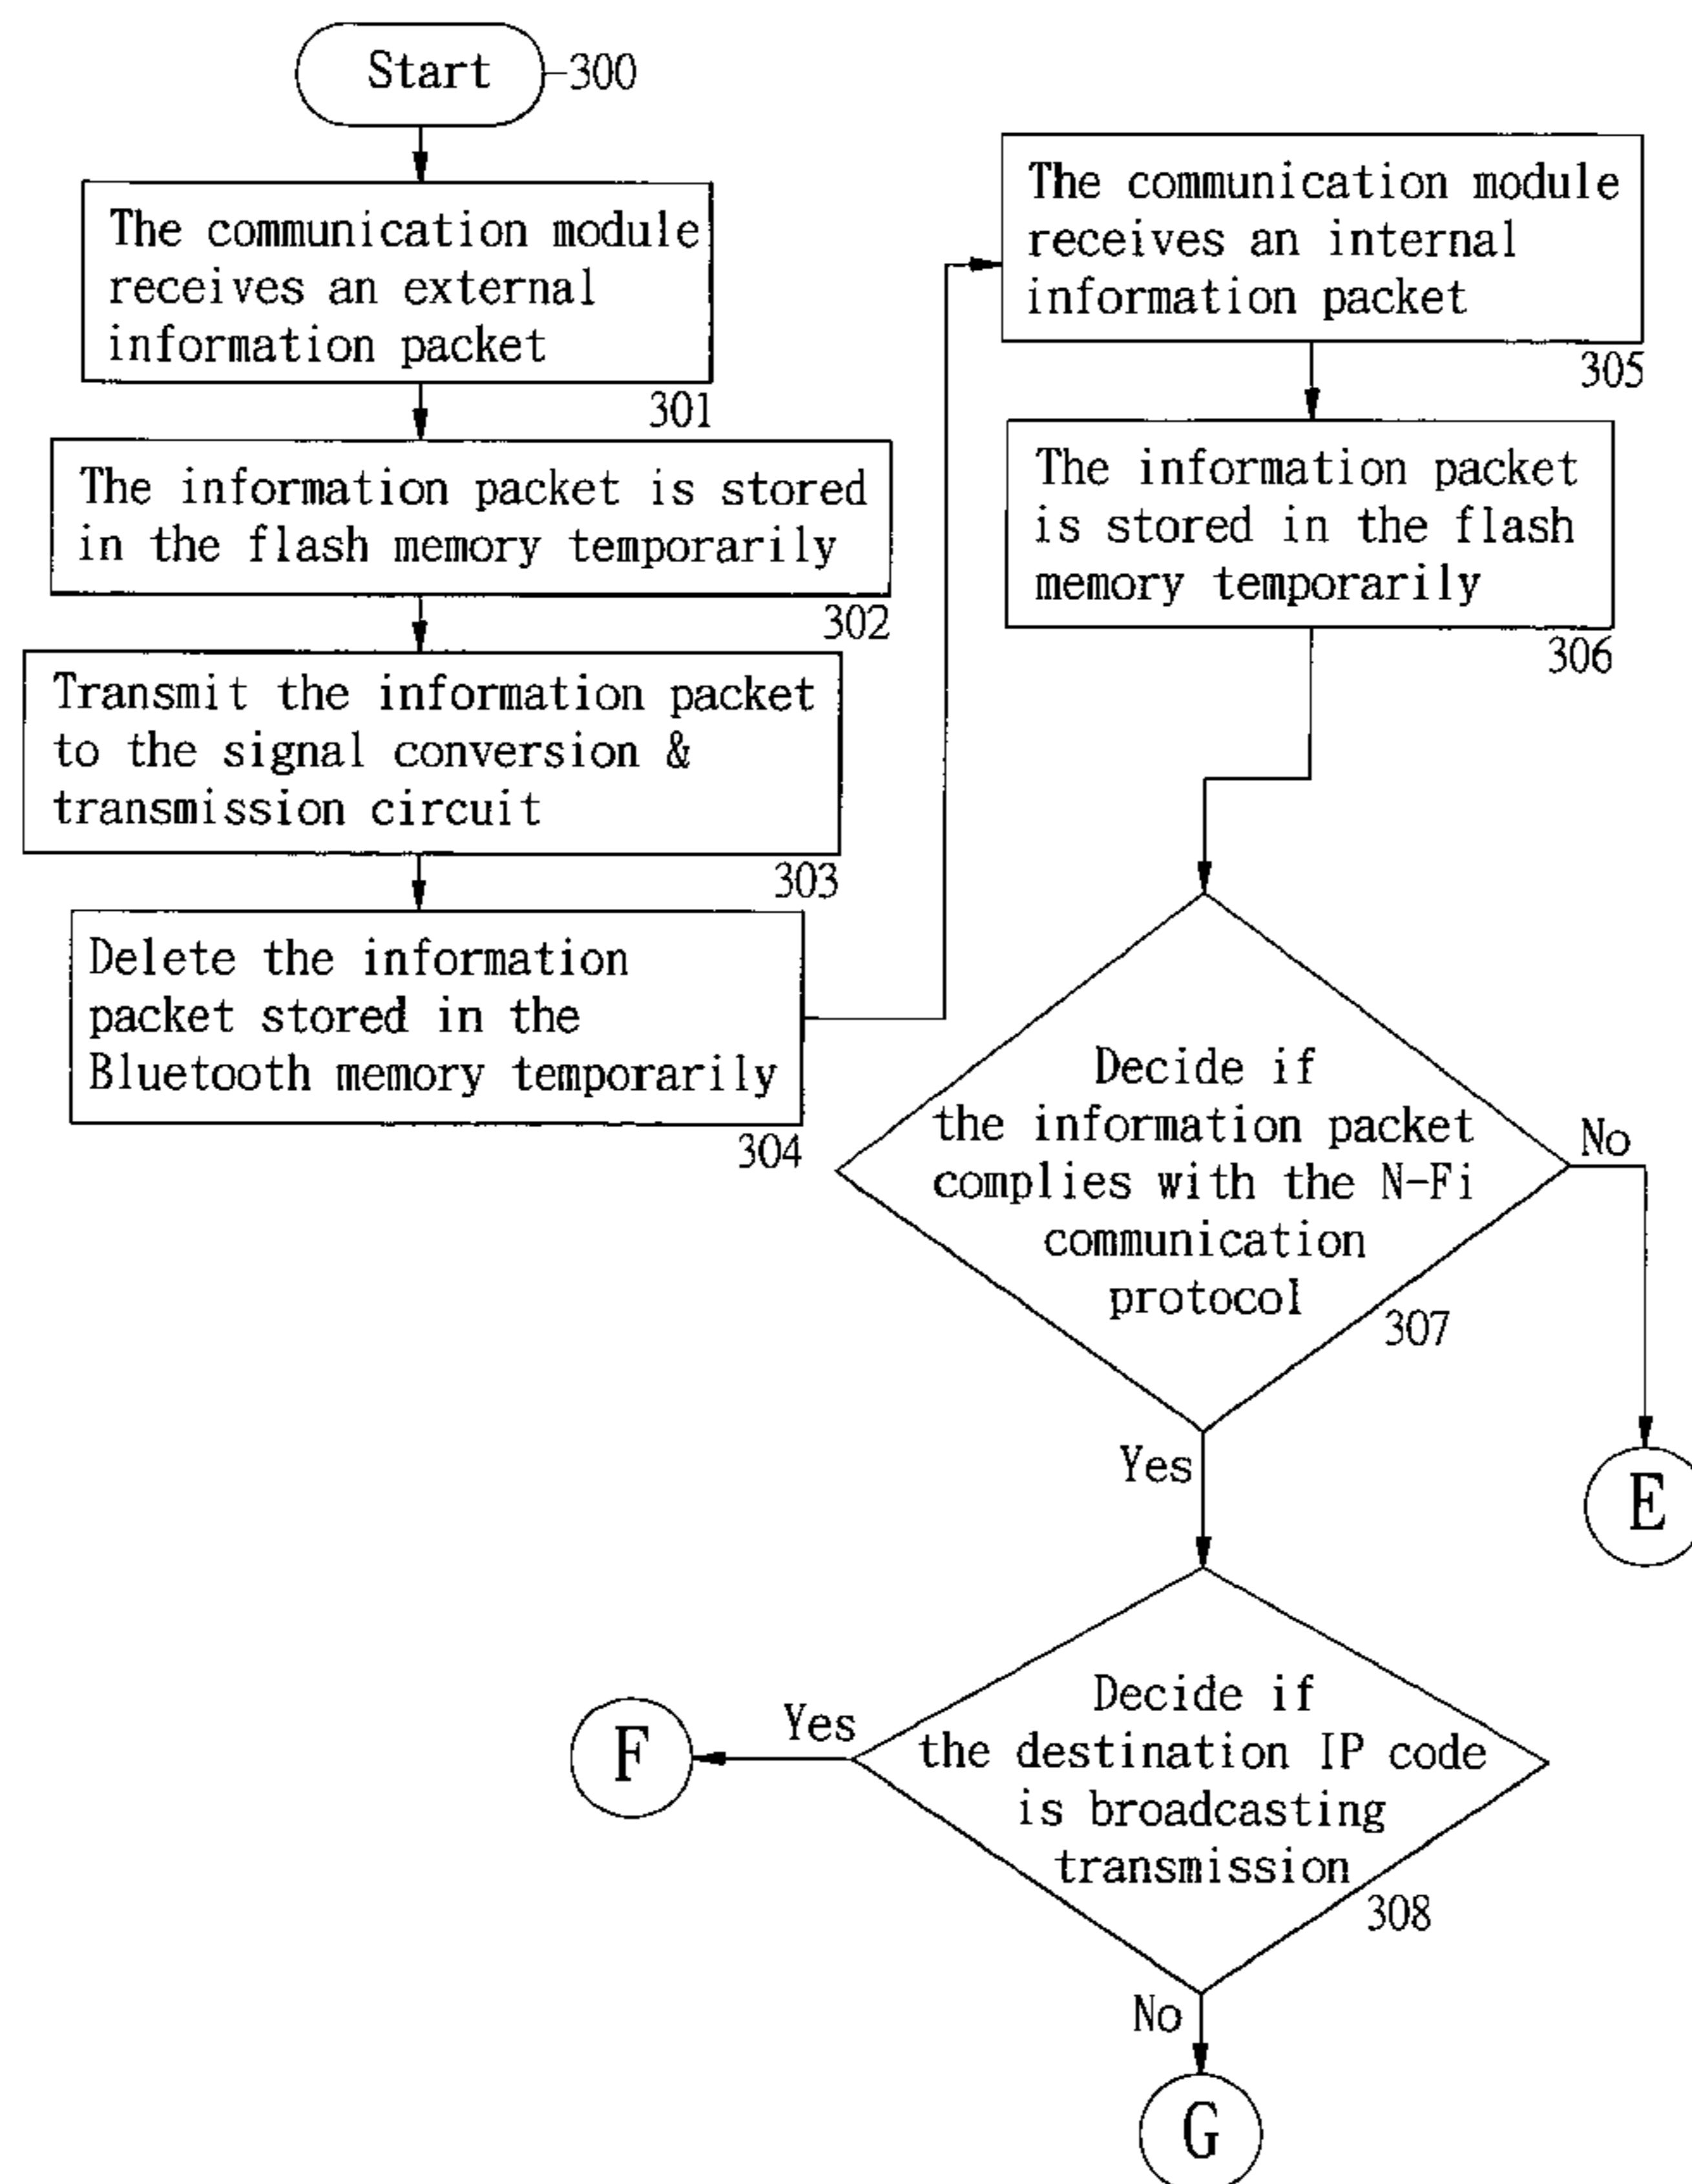 Start
300
The communication module
receives an external
information packet
301
The information packet is stored
in the flash memory temporarily
302
Transmit the information packet
to the signal conversion &
transmission circuit
303
Delete the information
packet stored in the
Bluetooth memory temporarily
304
The communication module
receives an internal
information packet
305
The information packet
is stored in the flash
memory temporarily
306
Decide if
the information packet
complies with the N-Fi
communication
protocol
307
No
E
Yes
Decide if
the destination IP code
is broadcasting
transmission
308
Yes
F
No
G